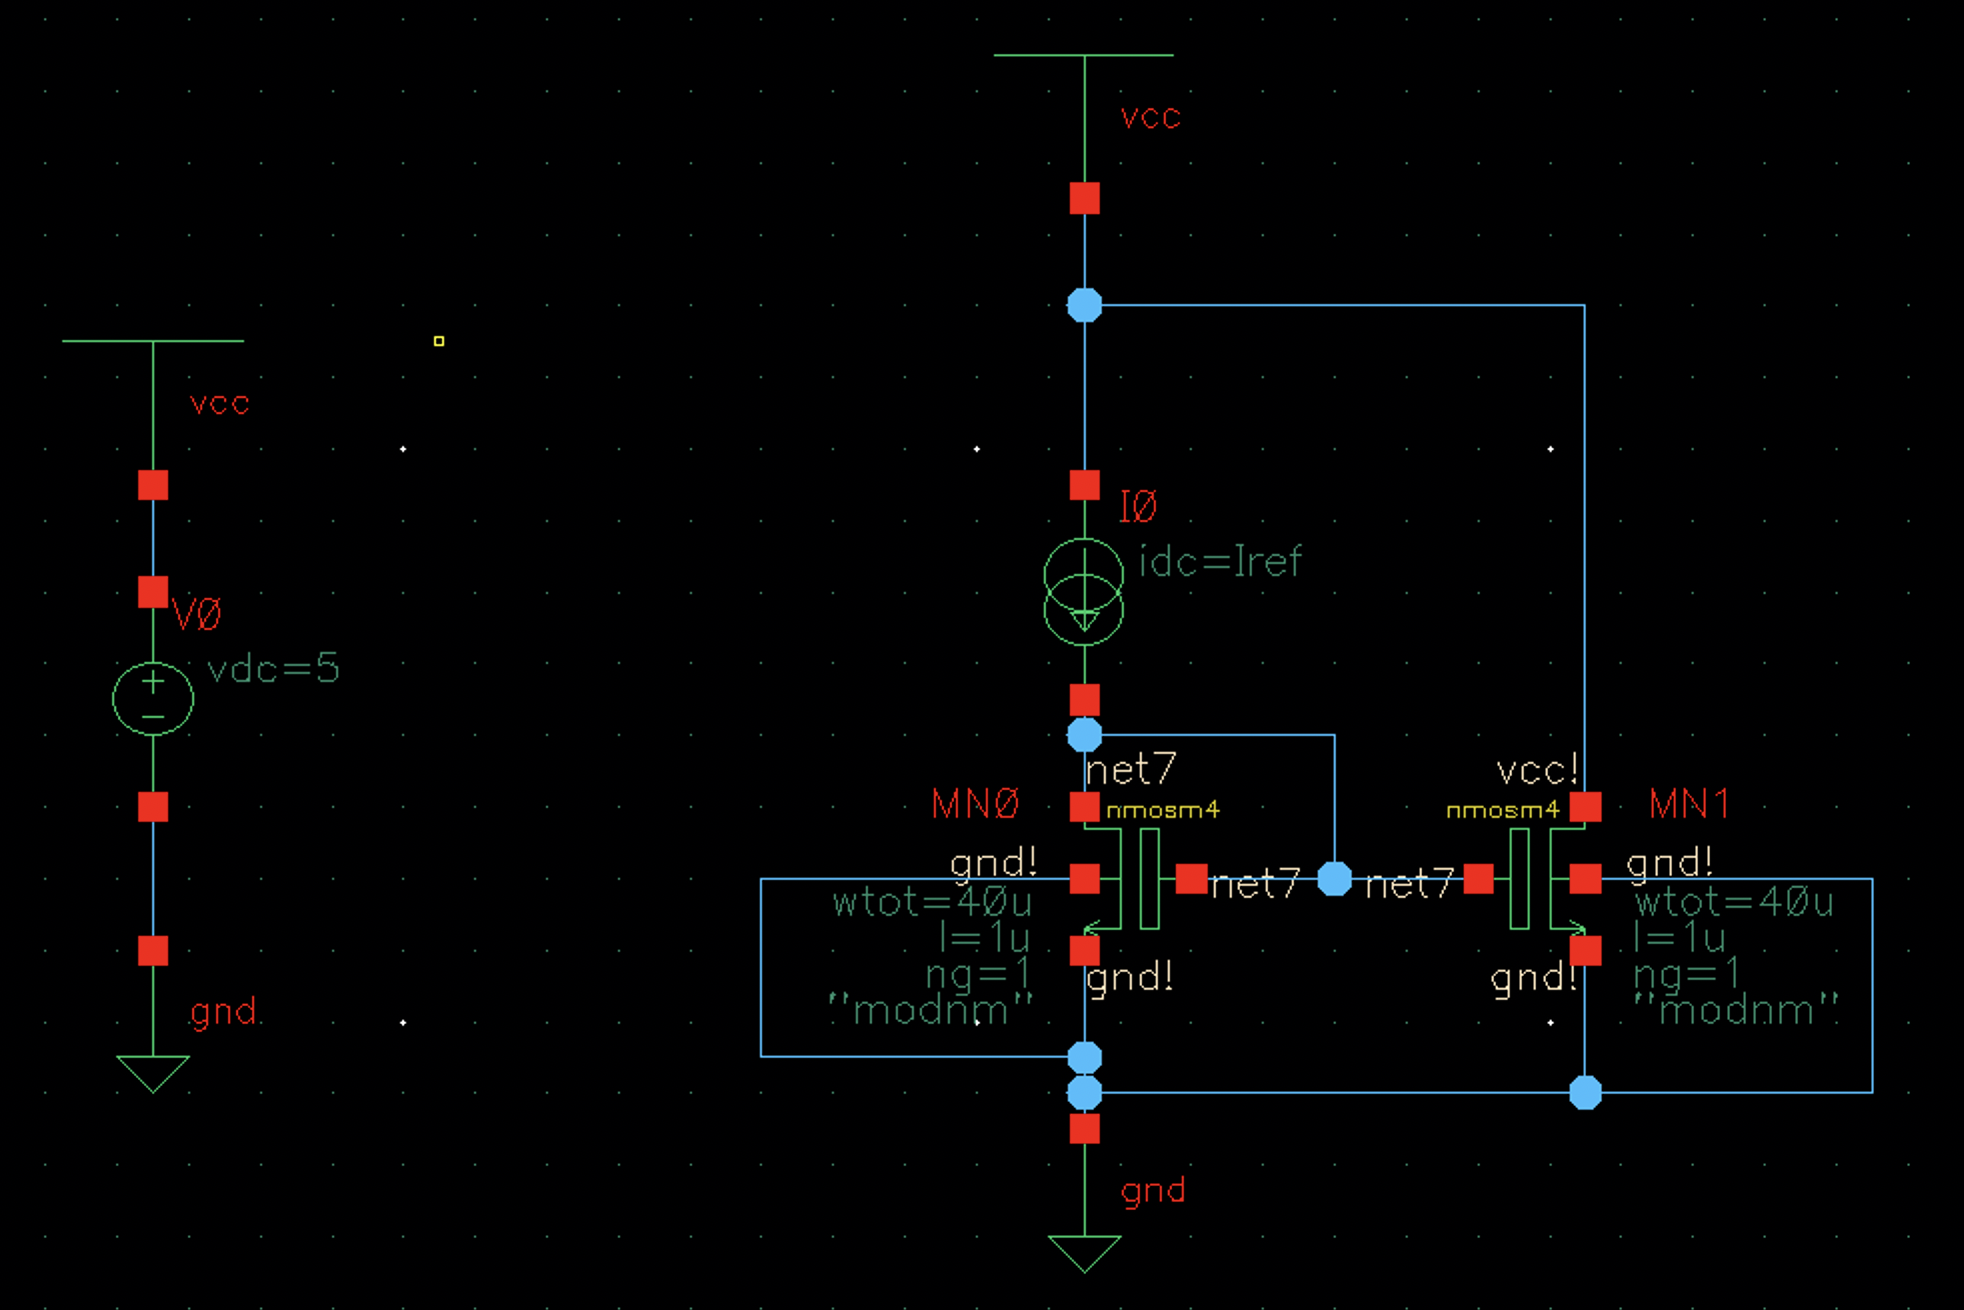 vcc
vcc
I0
idc=Iref
V0
vdc=5
net7
vcc!
MN0
nmosm4
nmosm4
MN1
gnd!
net7
net7
gnd!
wtot=40u
l=1u
ng=1
"modnm"
gnd!
gnd!
wtot=40u
l=1u
ng=1
"modnm"
gnd
gnd